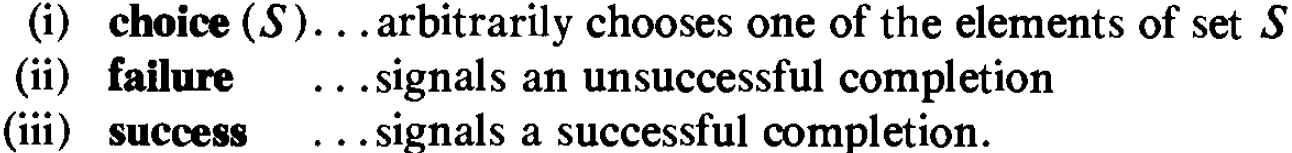 (i) choice (S)...arbitrarily chooses one of the elements of set S
(ii) failure ...signals an unsuccessful completion
(iii) success ...signals a successful completion.